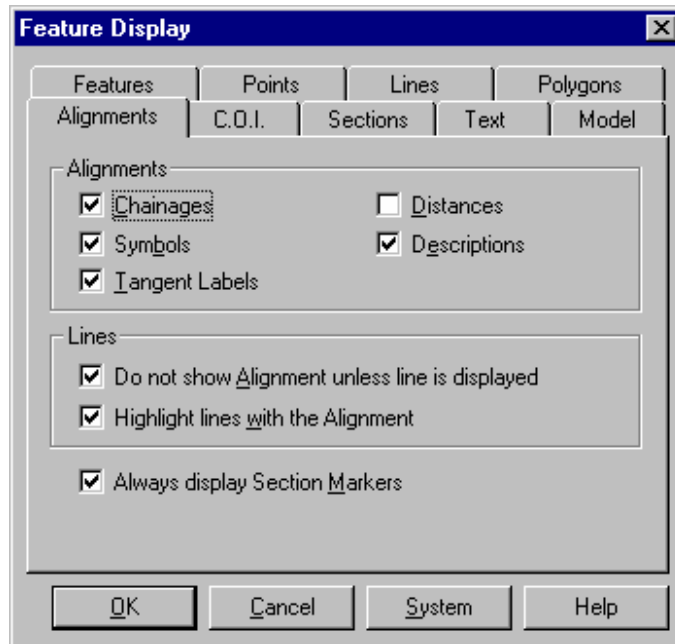 Feature Display
Features Points Lines Polygons
Alignments C.O.I. Sections Text Model
Alignments
Chainages Distances
Symbols Descriptions
Tangent Labels
Lines
Do not show Alignment unless line is displayed
Highlight lines with the Alignment
Always display Section Markers
OK Cancel System Help